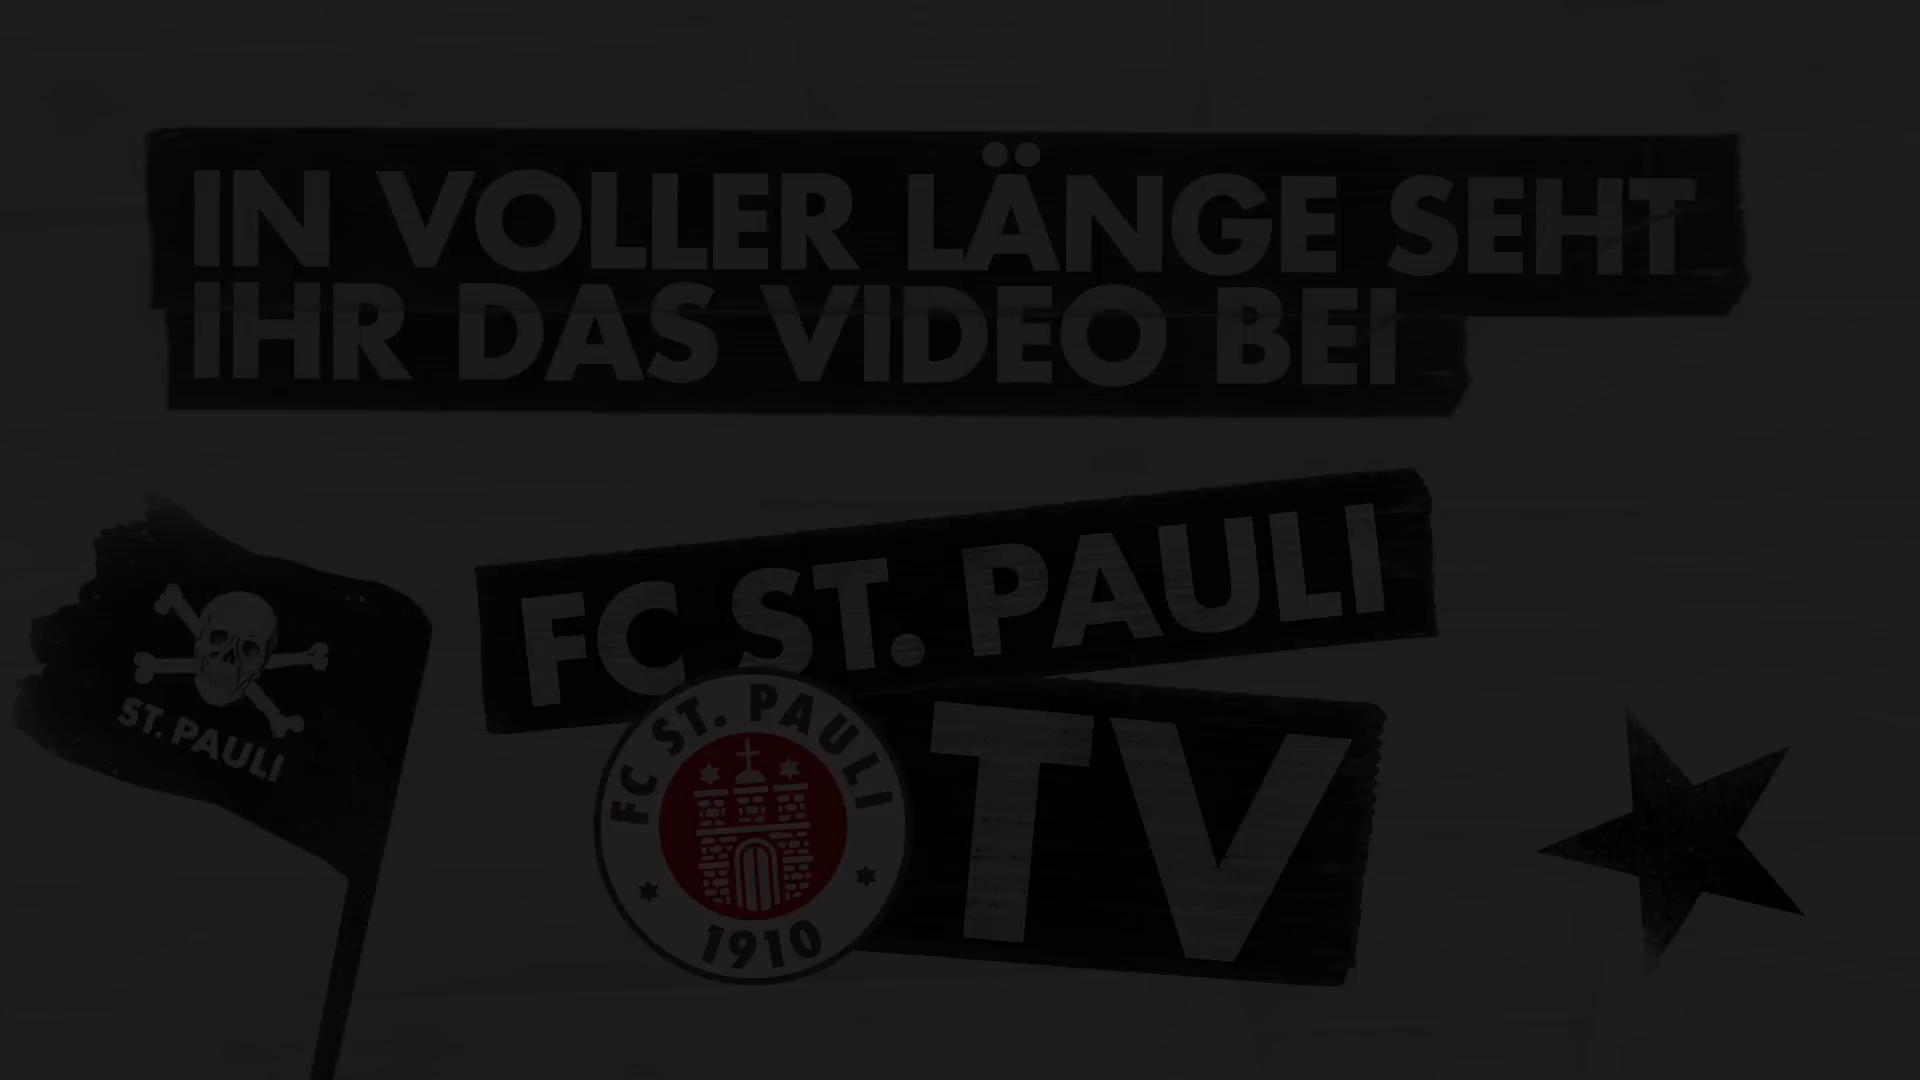 IN VOLLER LÄNGE SEHT
IHR DAS VIDEO BEI
FC ST. PAULI
TV
ST. PAULI
FC ST. PAULI
1910